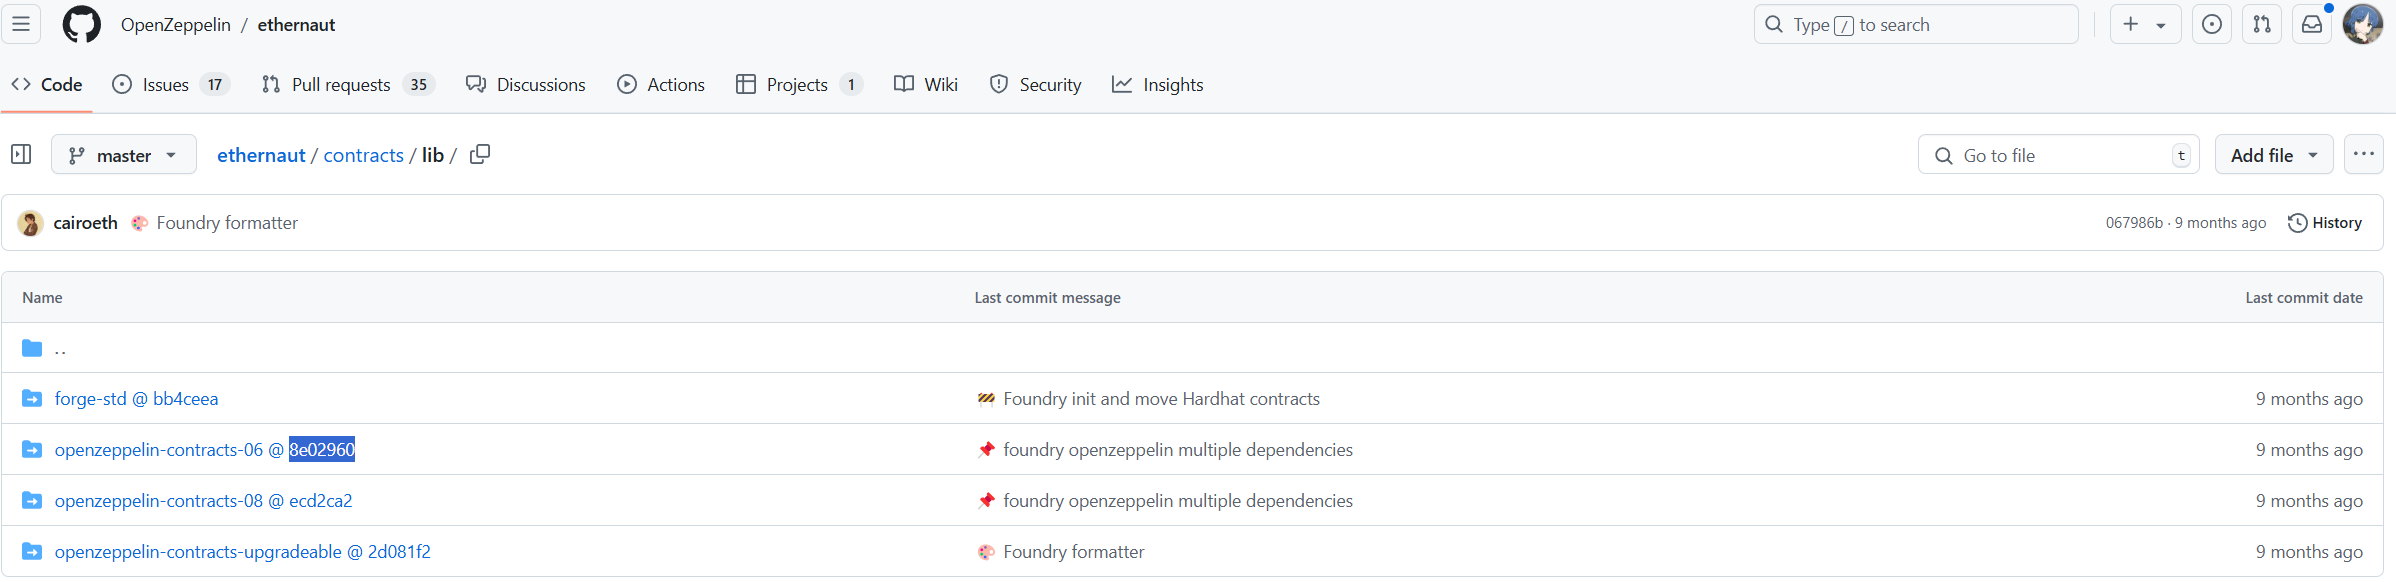 OpenZeppelin / ethernaut
Type / to search
Code
Issues 17
Pull requests 35
Discussions
Actions
Projects 1
Wiki
Security
Insights
master
ethernaut / contracts / lib /
Go to file t
Add file
cairoeth Foundry formatter
067986b · 9 months ago
History
Name Last commit message Last commit date
..
forge-std @ bb4ceea Foundry init and move Hardhat contracts 9 months ago
openzeppelin-contracts-06 @ 8e02960 foundry openzeppelin multiple dependencies 9 months ago
openzeppelin-contracts-08 @ ecd2ca2 foundry openzeppelin multiple dependencies 9 months ago
openzeppelin-contracts-upgradeable @ 2d081f2 Foundry formatter 9 months ago